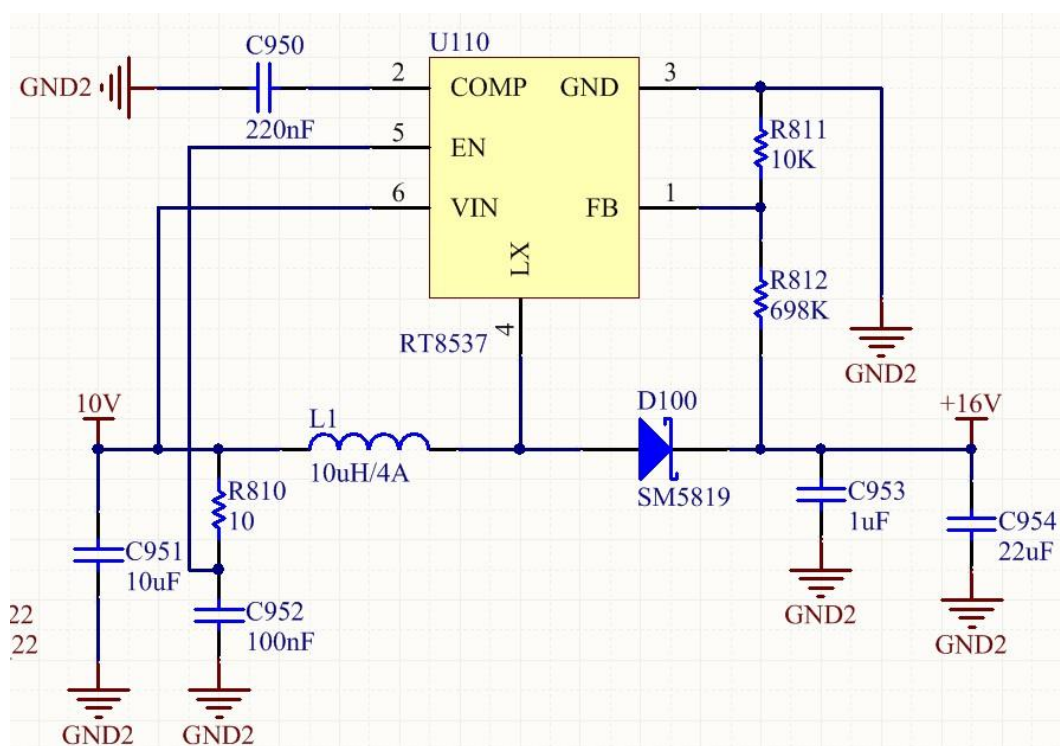 C950
U110
GND2
220nF
2
COMP
GND
3
5
EN
R811
10K
6
VIN
FB
1
LX
R812
698K
4
RT8537
GND2
10V
L1
10uH/4A
D100
SM5819
+16V
R810
10
C953
1uF
C954
22uF
C951
10uF
C952
100nF
22
22
GND2
GND2
GND2
GND2